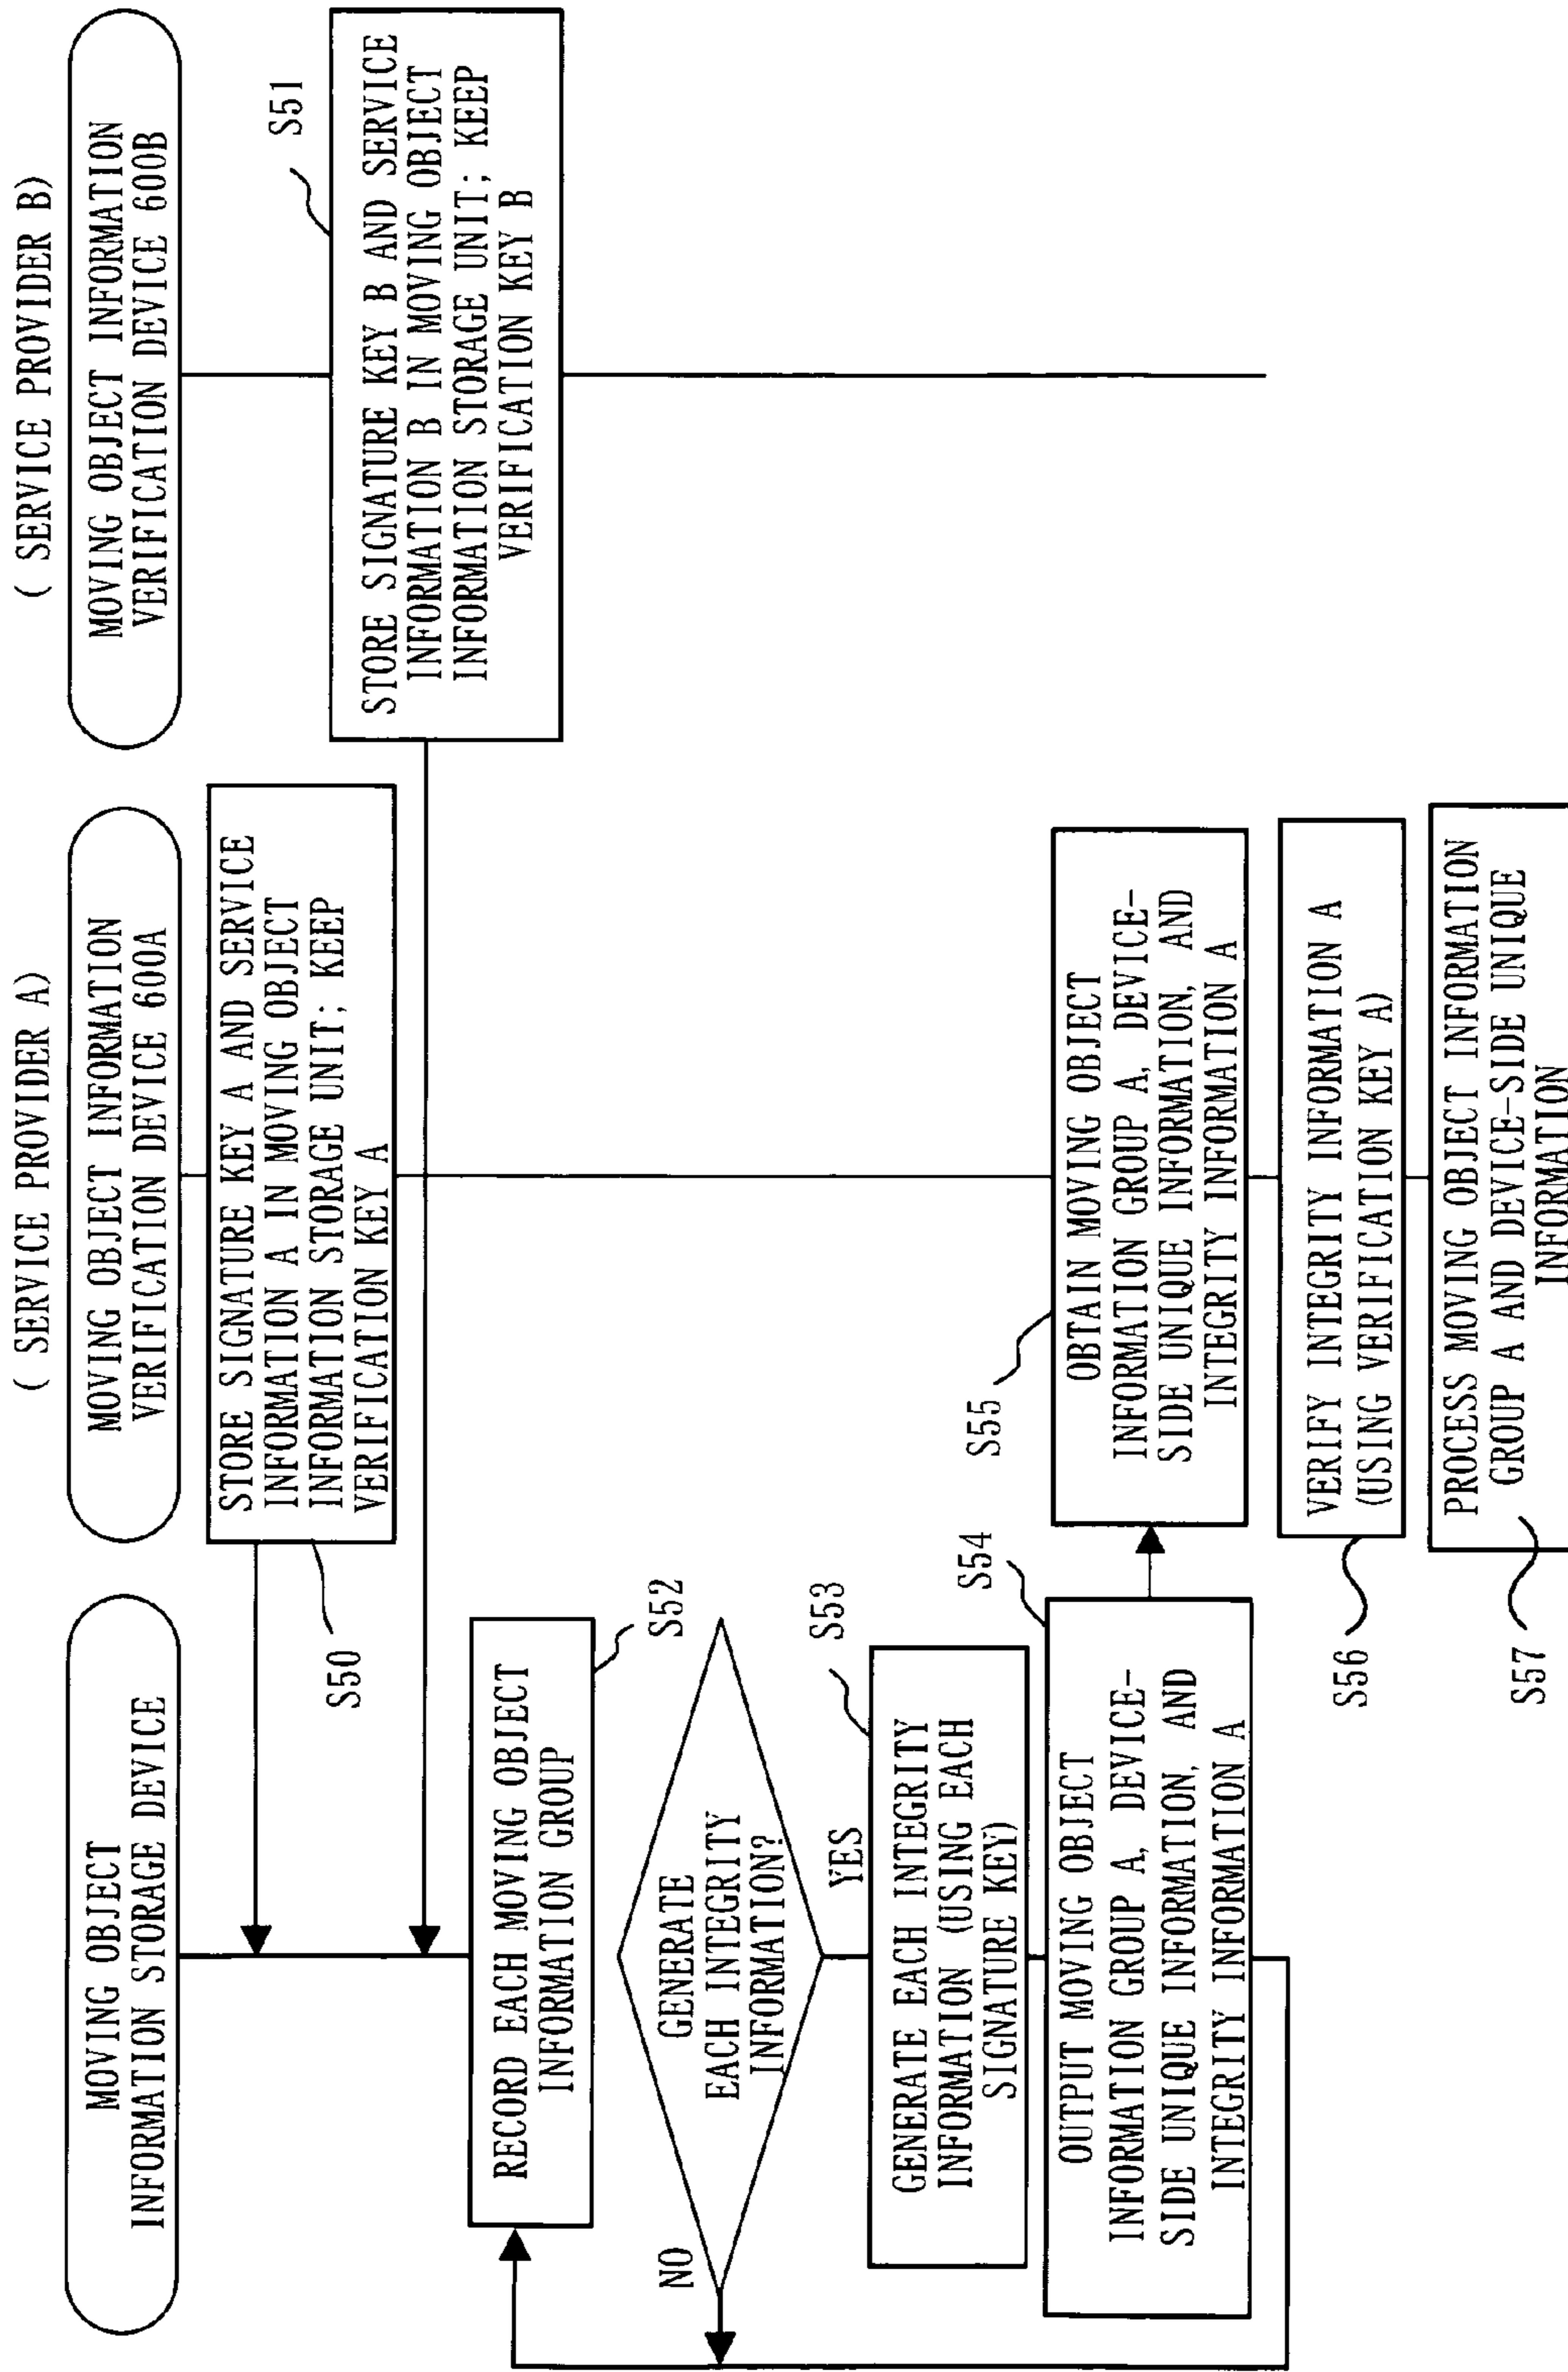 ( SERVICE PROVIDER A)
( SERVICE PROVIDER B)
MOVING OBJECT
INFORMATION STORAGE DEVICE
MOVING OBJECT INFORMATION
VERIFICATION DEVICE 600A
MOVING OBJECT INFORMATION
VERIFICATION DEVICE 600B
STORE SIGNATURE KEY A AND SERVICE
INFORMATION A IN MOVING OBJECT
INFORMATION STORAGE UNIT; KEEP
VERIFICATION KEY A
S50
S51
STORE SIGNATURE KEY B AND SERVICE
INFORMATION B IN MOVING OBJECT
INFORMATION STORAGE UNIT; KEEP
VERIFICATION KEY B
RECORD EACH MOVING OBJECT
INFORMATION GROUP
S52
GENERATE
EACH INTEGRITY
INFORMATION?
NO
YES
S53
GENERATE EACH INTEGRITY
INFORMATION (USING EACH
SIGNATURE KEY)
S54
OUTPUT MOVING OBJECT
INFORMATION GROUP A, DEVICE-
SIDE UNIQUE INFORMATION, AND
INTEGRITY INFORMATION A
S55
OBTAIN MOVING OBJECT
INFORMATION GROUP A, DEVICE-
SIDE UNIQUE INFORMATION, AND
INTEGRITY INFORMATION A
VERIFY INTEGRITY INFORMATION A
(USING VERIFICATION KEY A)
S56
PROCESS MOVING OBJECT INFORMATION
GROUP A AND DEVICE-SIDE UNIQUE
INFORMATION
S57